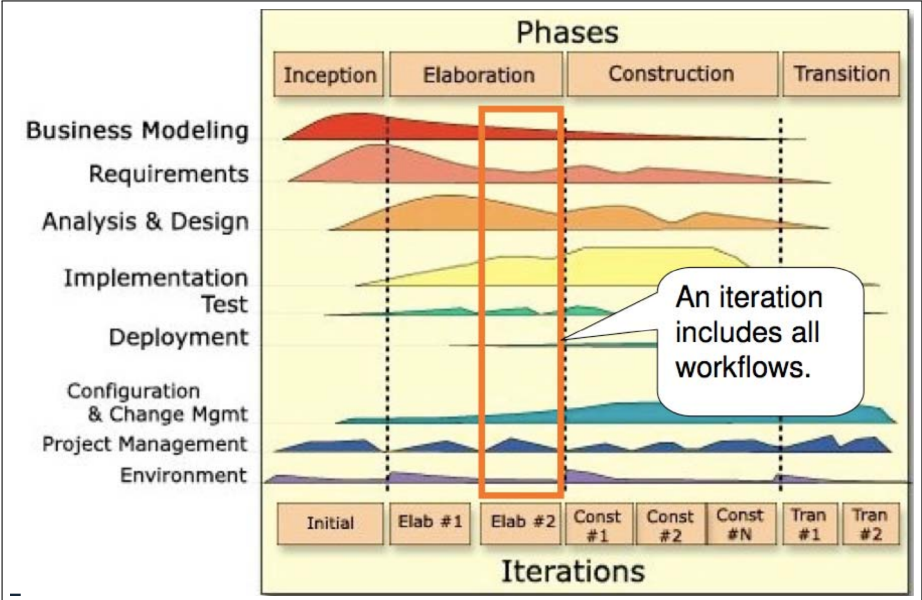 Phases
Inception Elaboration Construction Transition
Business Modeling
Requirements
Analysis & Design
Implementation
Test
Deployment
An iteration
includes all
workflows.
Configuration
& Change Mgmt
Project Management
Environment
Initial Elab #1 Elab #2 Const #1 Const #2 Const #N Tran #1 Tran #2
Iterations